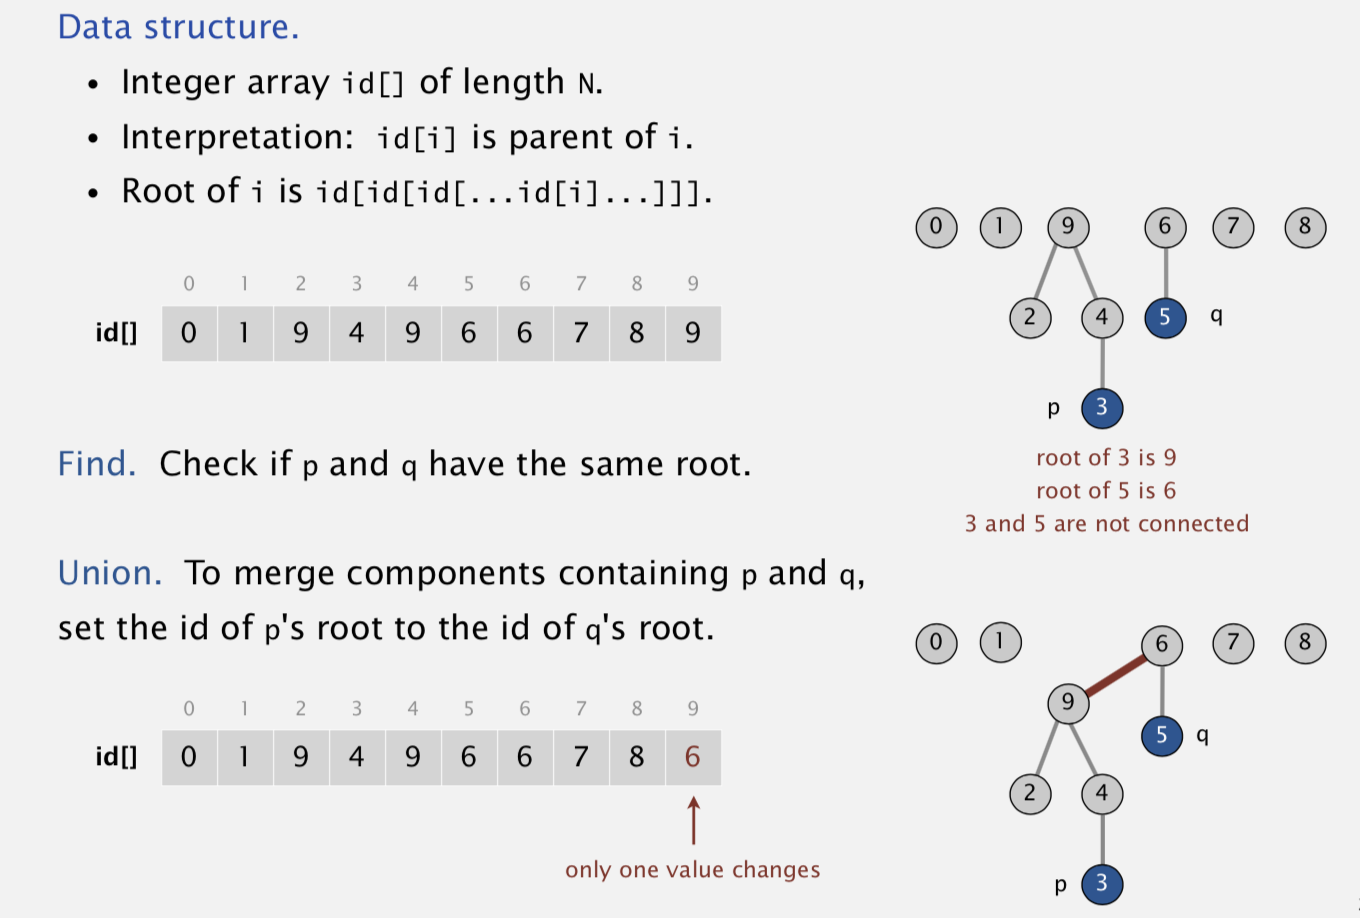 Data structure.
• Integer array id[] of length N.
• Interpretation: id[i] is parent of i.
• Root of i is id[id[id[...id[i]...]]].
0 1 2 3 4 5 6 7 8 9
id[] 0 1 9 4 9 6 6 7 8 9
0 1 9 6 7 8
2 4 5 q
p 3
root of 3 is 9
root of 5 is 6
3 and 5 are not connected
Find. Check if p and q have the same root.
Union. To merge components containing p and q,
set the id of p's root to the id of q's root.
0 1 2 3 4 5 6 7 8 9
id[] 0 1 9 4 9 6 6 7 8 6
only one value changes
0 1 6 7 8
9
5 q
2 4
p 3